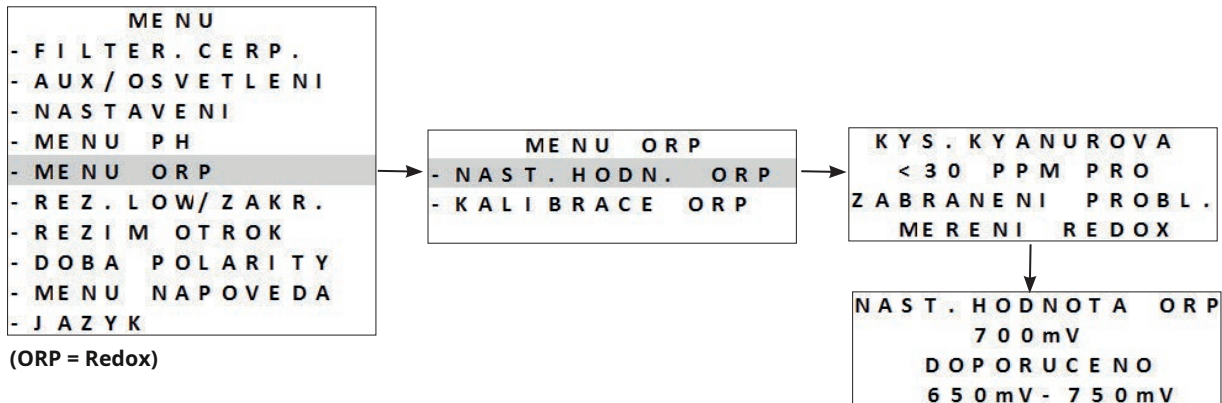 MENU
- FILTER.CERP.
- AUX/OSVETLENI
- NASTAVENI
- MENU PH
- MENU ORP
- REZ.LOW/ZAKR.
- REZIM OTROK
- DOBA POLARITY
- MENU NAPOVEDA
- JAZYK
(ORP = Redox)
MENU ORP
- NAST.HODN. ORP
- KALIBRACE ORP
KYS.KYANUROVA
<30 PPM PRO
ZABRANENI PROBL.
MERENI REDOX
NAST.HODNOTA ORP
700mV
DOPORUCENO
650mV-750mV